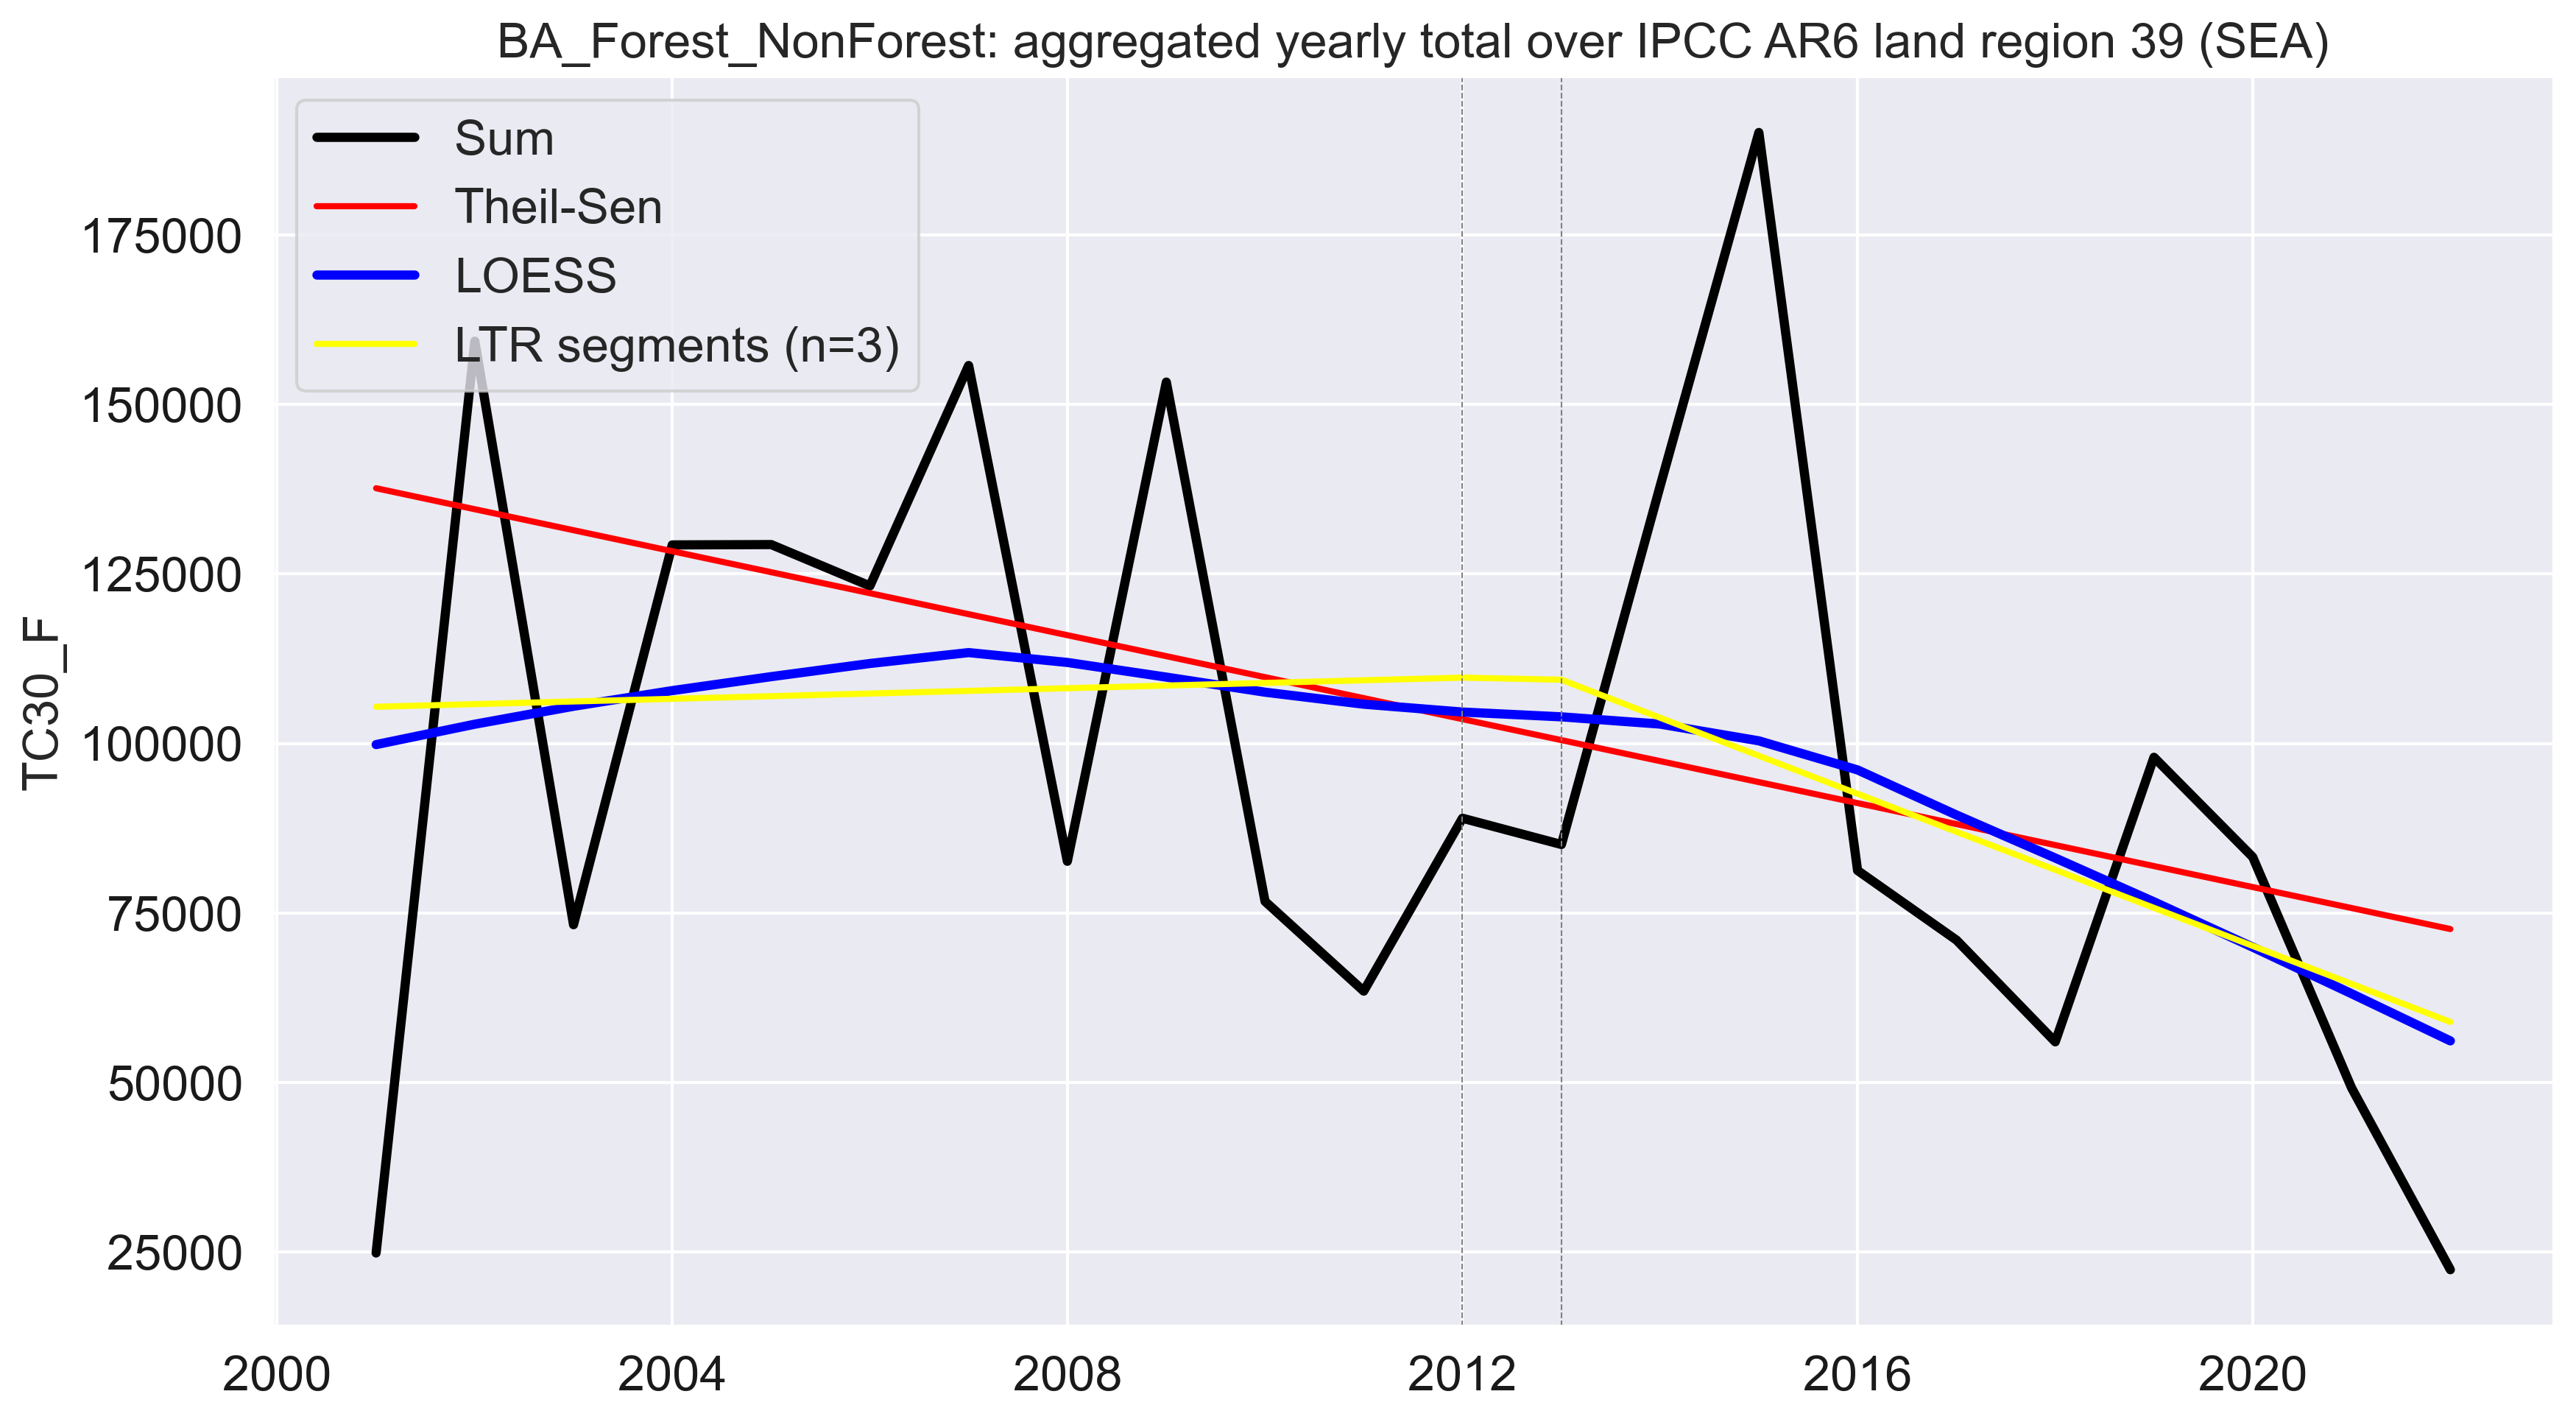 BA_Forest_NonForest: aggregated yearly total over IPCC AR6 land region 39 (SEA)
Sum
Theil-Sen
LOESS
LTR segments (n=3)
TC30_F
175000
150000
125000
100000
75000
50000
25000
2000 2004 2008 2012 2016 2020